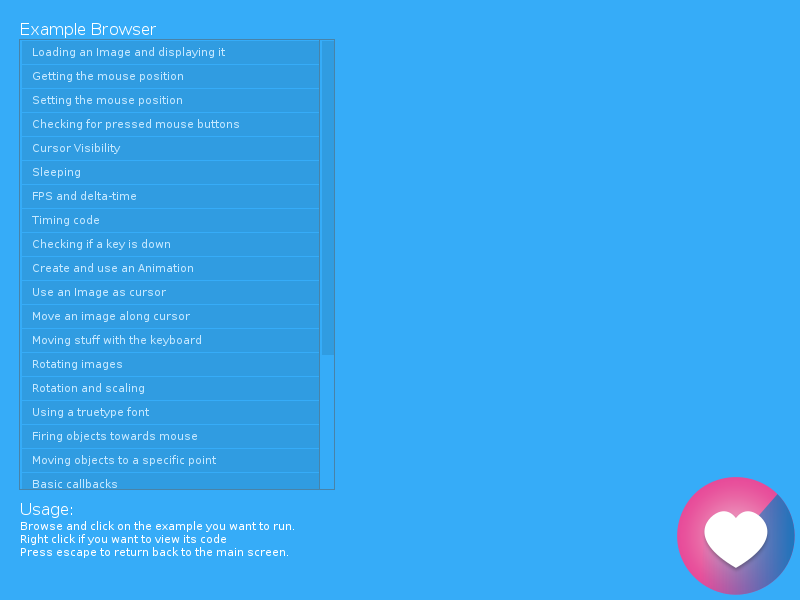 Example Browser
Loading an Image and displaying it
Getting the mouse position
Setting the mouse position
Checking for pressed mouse buttons
Cursor Visibility
Sleeping
FPS and delta-time
Timing code
Checking if a key is down
Create and use an Animation
Use an Image as cursor
Move an image along cursor
Moving stuff with the keyboard
Rotating images
Rotation and scaling
Using a truetype font
Firing objects towards mouse
Moving objects to a specific point
Basic callbacks
Usage:
Browse and click on the example you want to run.
Right click if you want to view its code
Press escape to return back to the main screen.